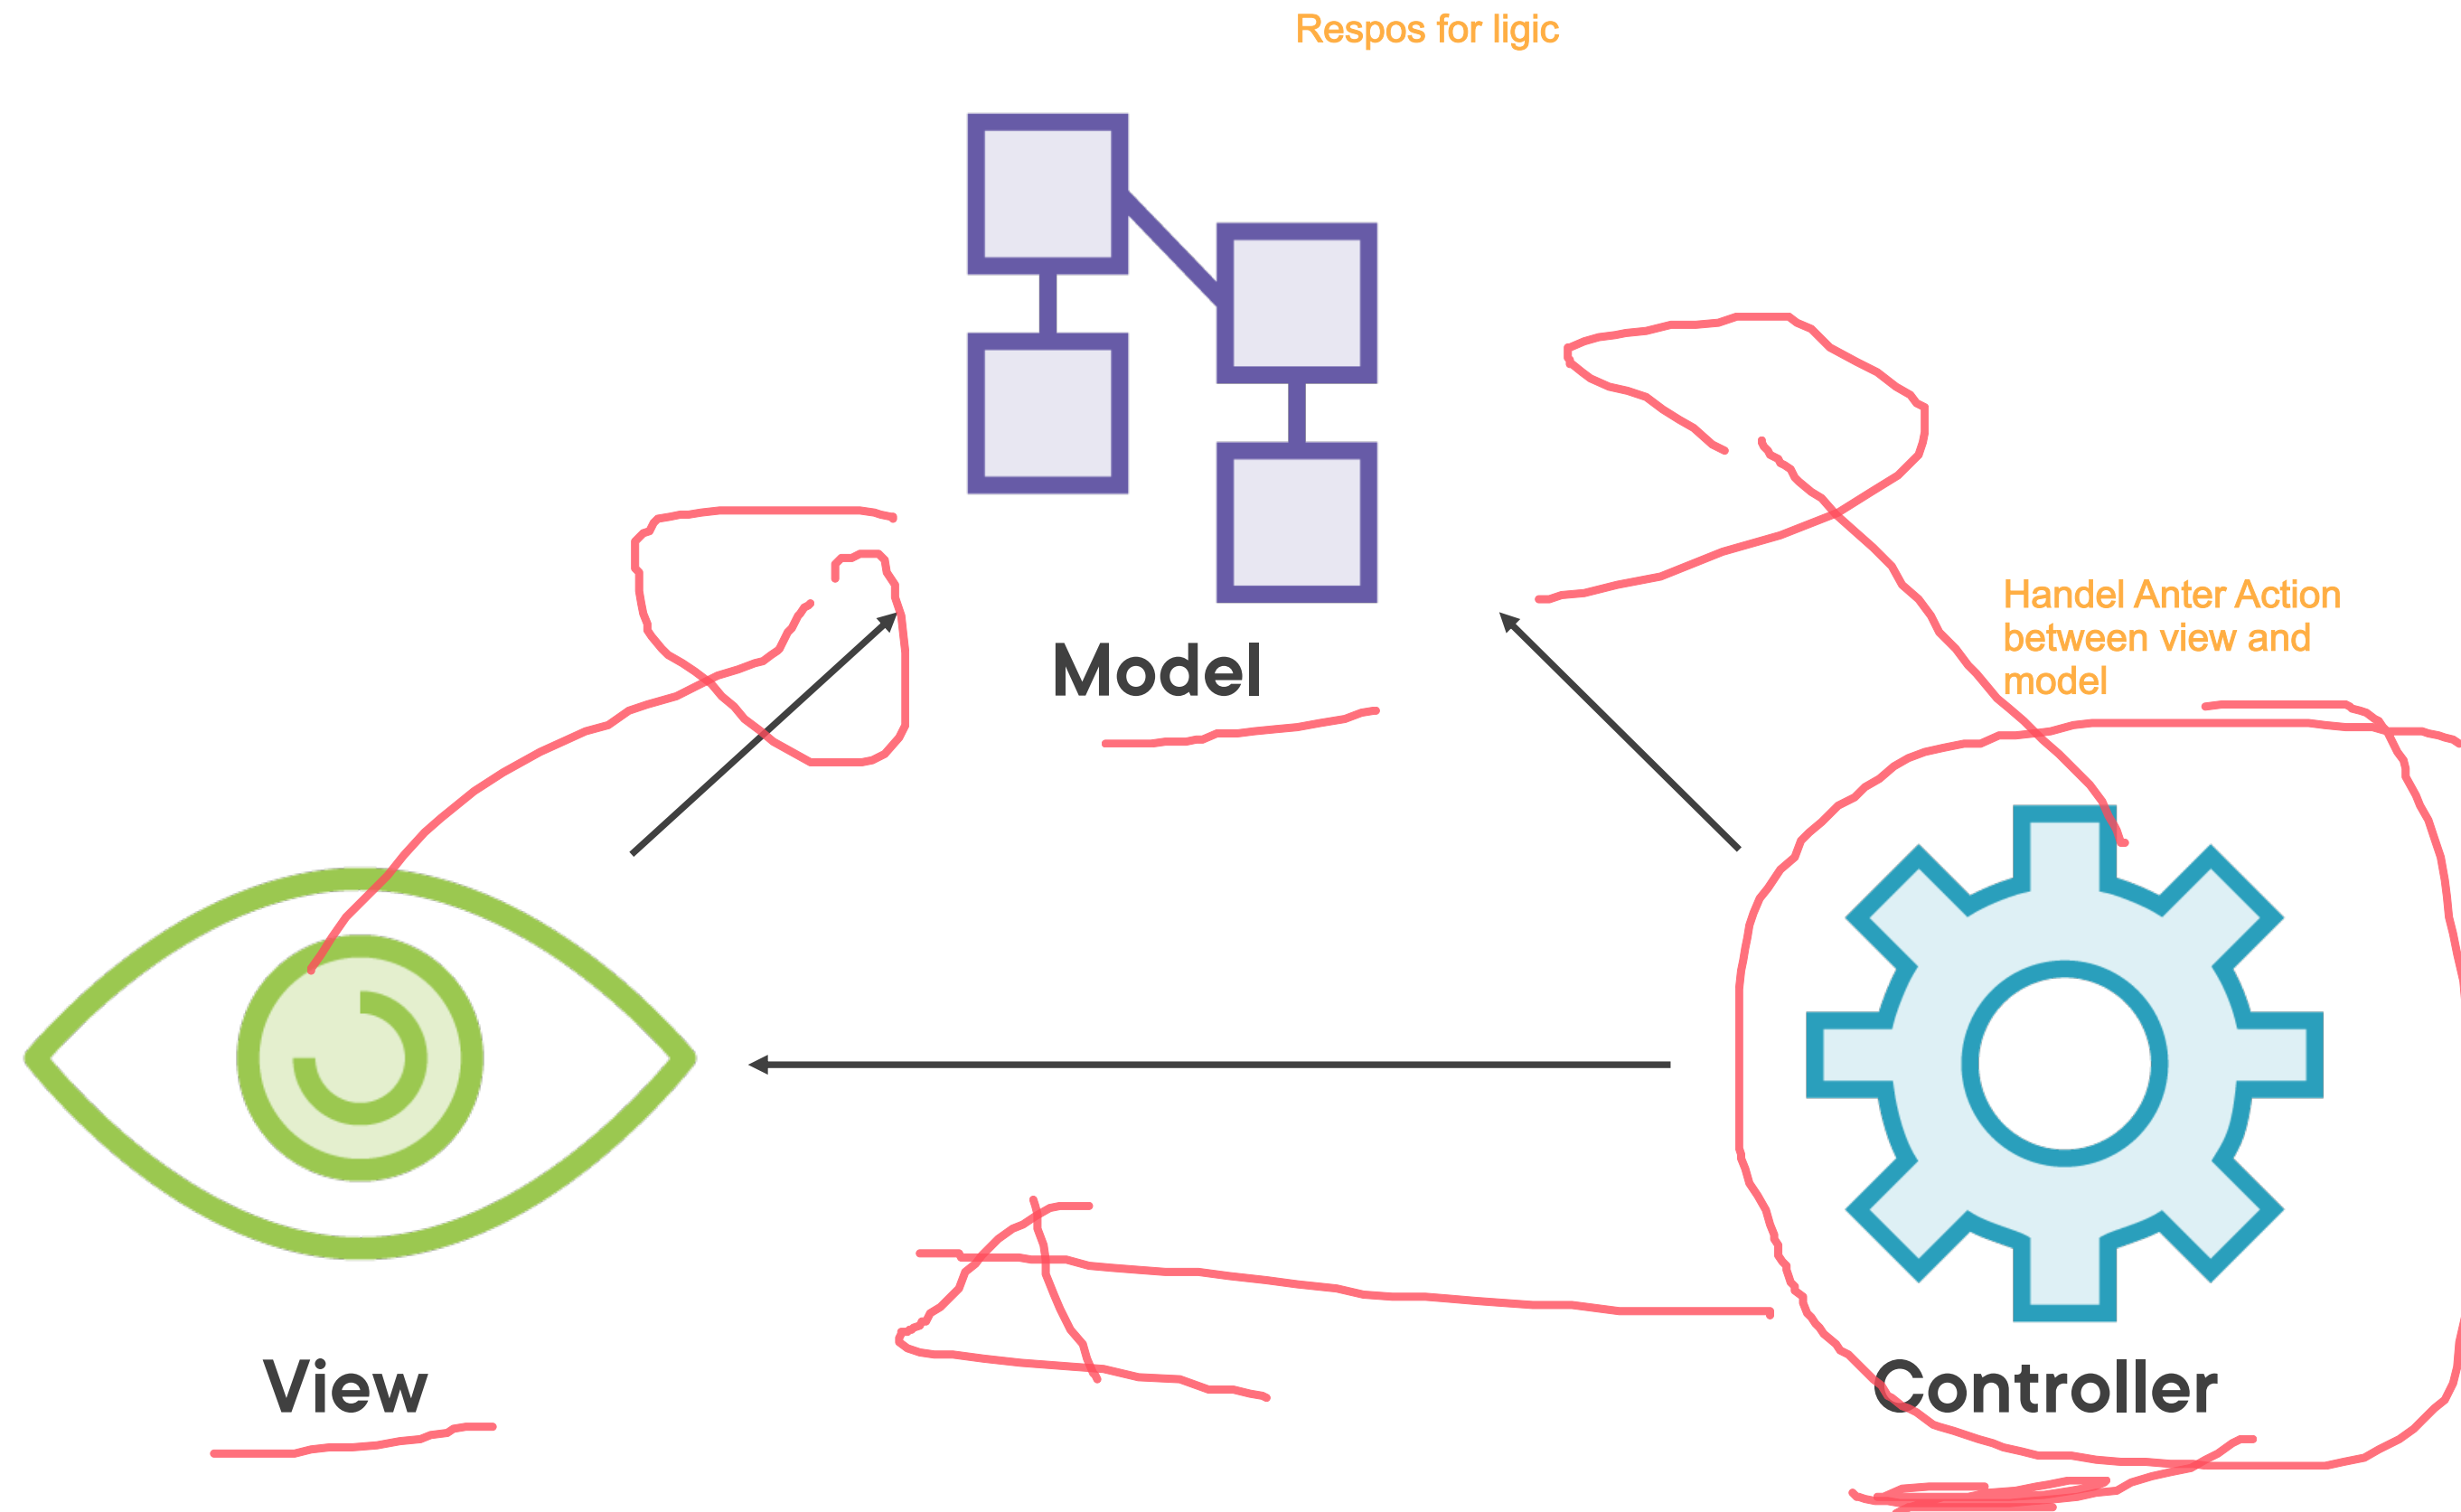 Respos for ligic
Model
Handel Anter Action
between view and
model
View
Controller